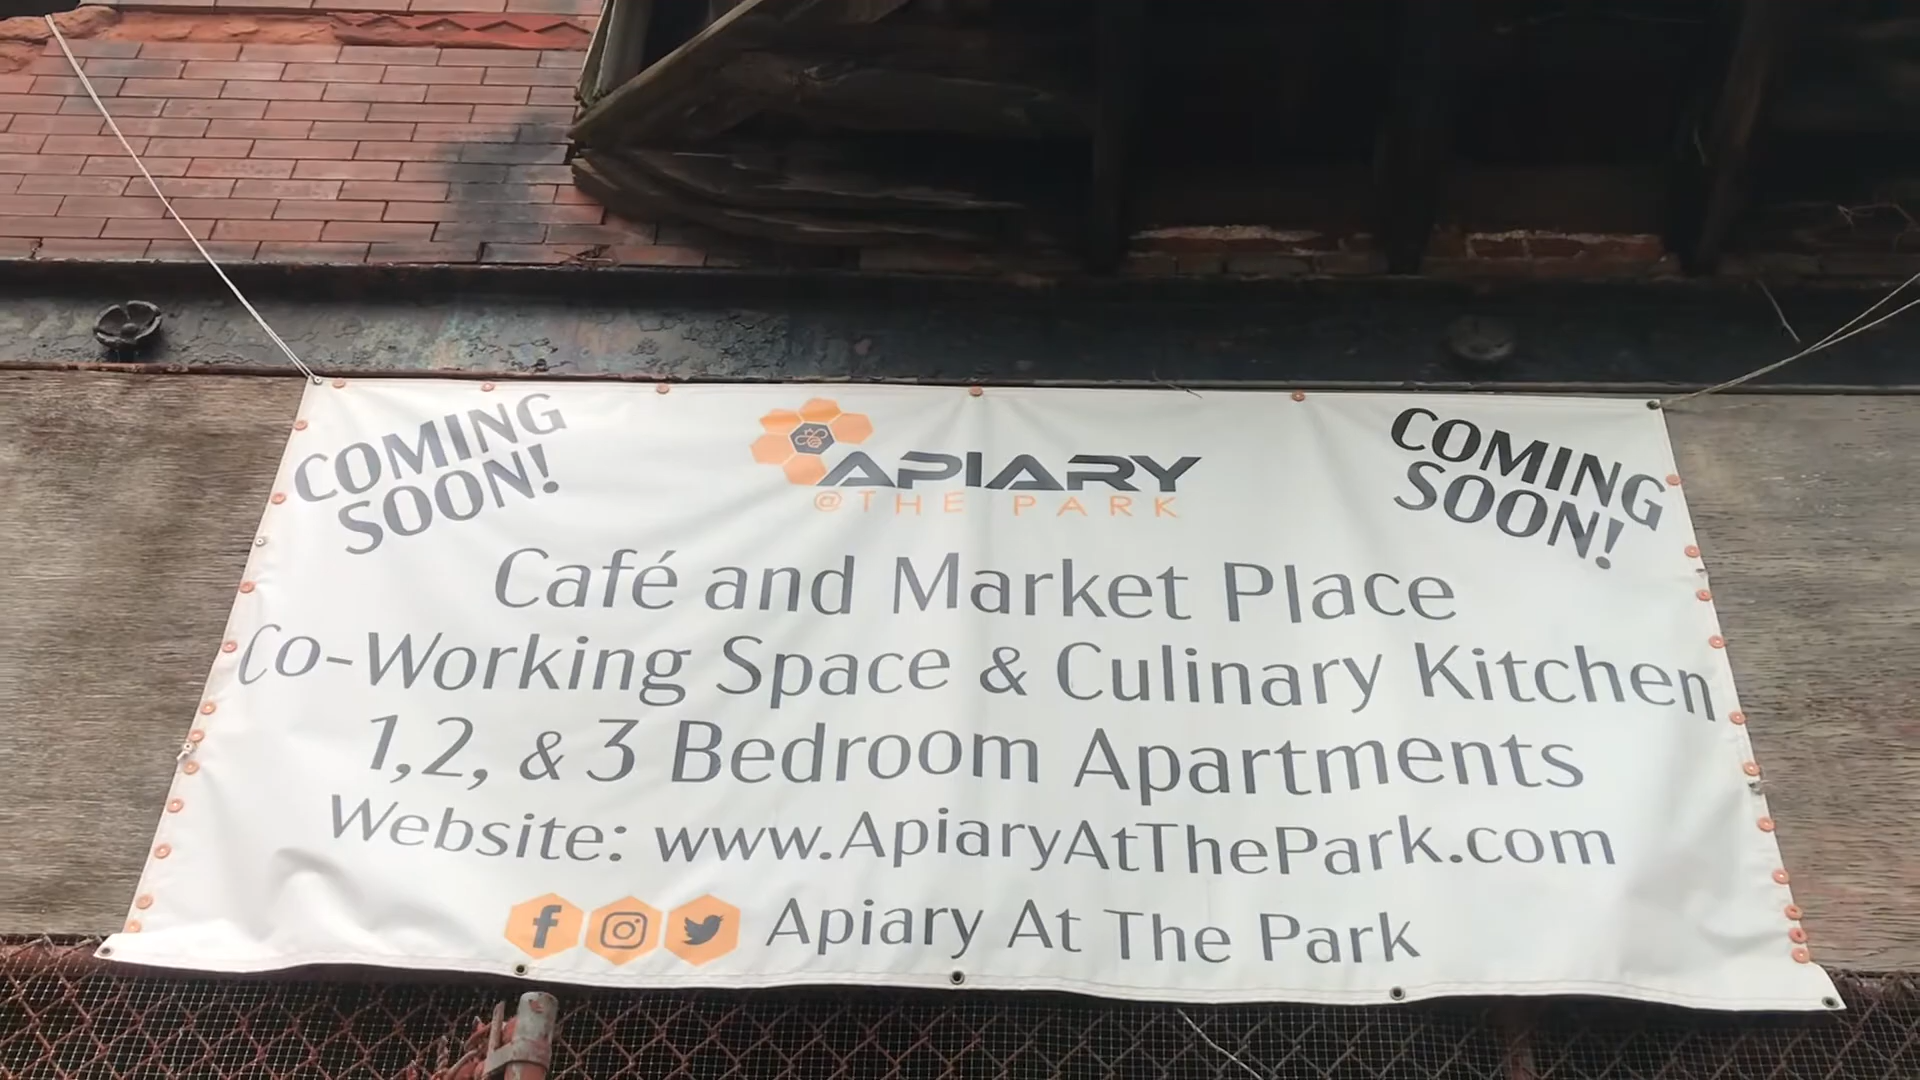 COMING
SOON!
APIARY
@THE PARK
COMING
SOON!
Café and Market Place
Co-Working Space & Culinary Kitchen
1,2, & 3 Bedroom Apartments
Website: www.ApiaryAtThePark.com
Apiary At The Park